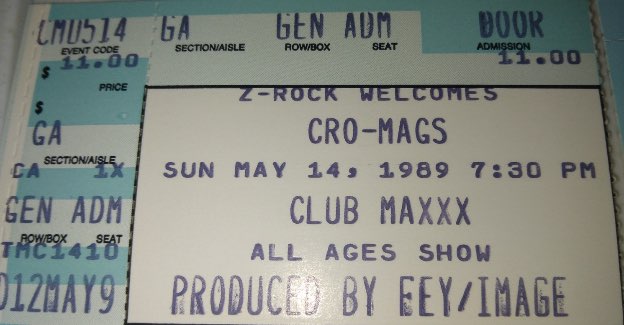 CMU514 GA GEN ADM DOOR
EVENT CODE SECTION/AISLE ROW/BOX SEAT ADMISSION
$ 11.00 11.00
PRICE
$
Z-ROCK WELCOMES
GA CRO-MAGS
SECTION/AISLE
CA 1X SUN MAY 14, 1989 7:30 PM
GEN ADM CLUB MAXXX
ROW/BOX SEAT
TMC1410 ALL AGES SHOW
D12MAY9 PRODUCED BY EEY/IMAGE